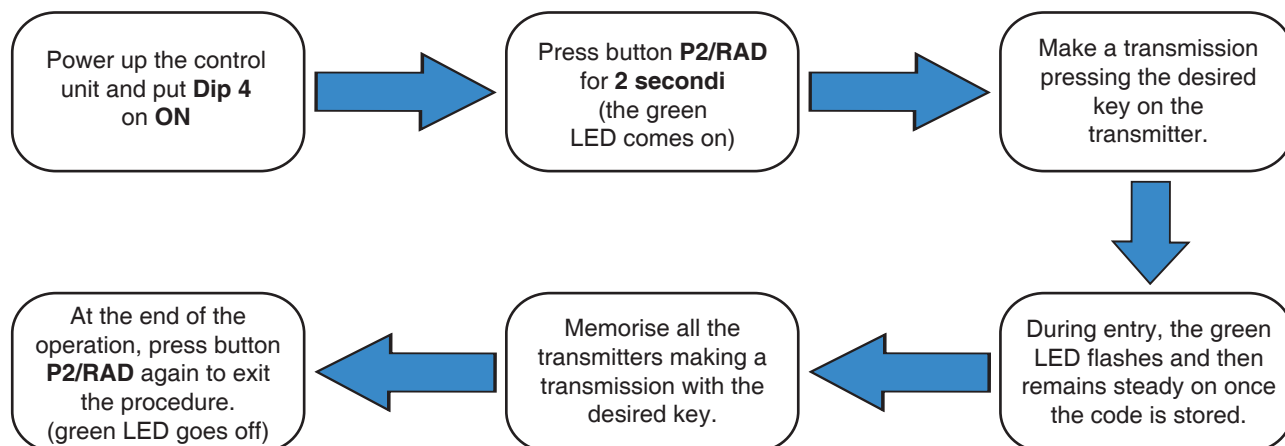 Power up the control
unit and put Dip 4
on ON
Press button P2/RAD
for 2 secondi
(the green
LED comes on)
Make a transmission
pressing the desired
key on the
transmitter.
During entry, the green
LED flashes and then
remains steady on once
the code is stored.
Memorise all the
transmitters making a
transmission with the
desired key.
At the end of the
operation, press button
P2/RAD again to exit
the procedure.
(green LED goes off)